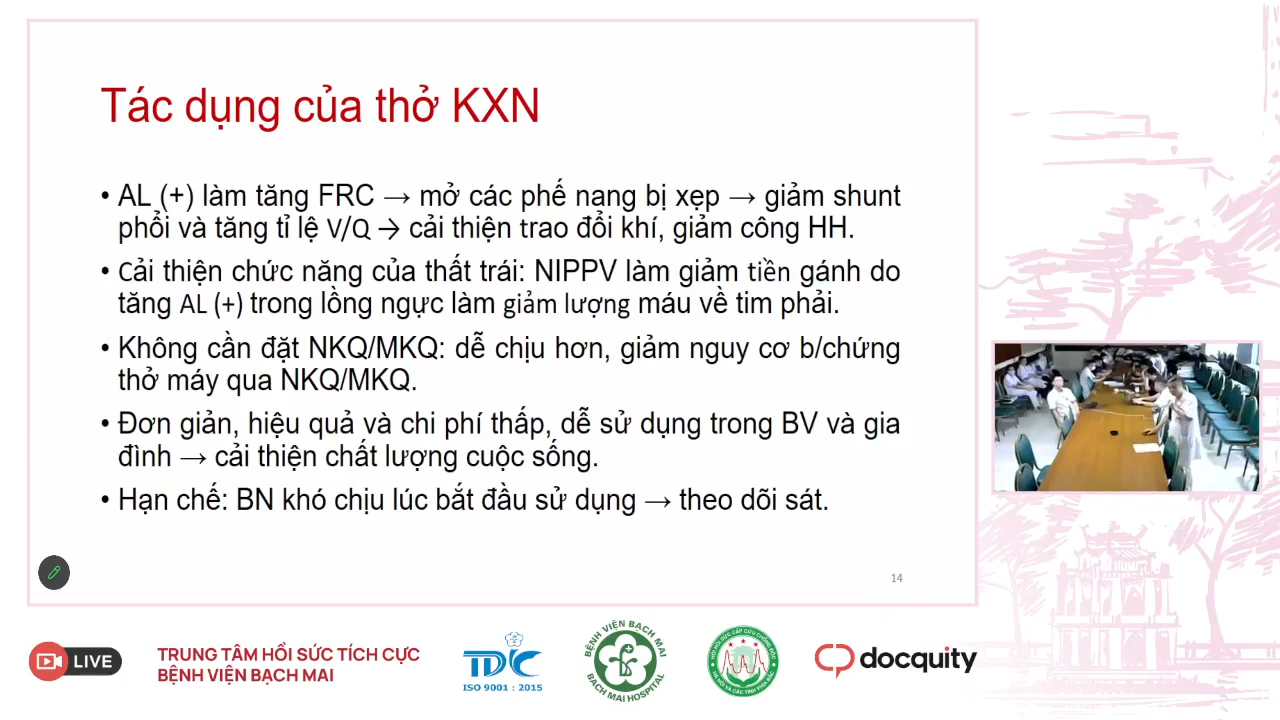 Tác dụng của thở KXN
• AL (+) làm tăng FRC → mở các phế nang bị xẹp → giảm shunt
phổi và tăng tỉ lệ V/Q → cải thiện trao đổi khí, giảm công HH.
• Cải thiện chức năng của thất trái: NIPPV làm giảm tiền gánh do
tăng AL (+) trong lồng ngực làm giảm lượng máu về tim phải.
• Không cần đặt NKQ/MKQ: dễ chịu hơn, giảm nguy cơ b/chứng
thở máy qua NKQ/MKQ.
• Đơn giản, hiệu quả và chi phí thấp, dễ sử dụng trong BV và gia
đình → cải thiện chất lượng cuộc sống.
• Hạn chế: BN khó chịu lúc bắt đầu sử dụng → theo dõi sát.
14
LIVE
TRUNG TÂM HỒI SỨC TÍCH CỰC
BỆNH VIỆN BẠCH MAI
TDC
ISO 9001 : 2015
BỆNH VIỆN BẠCH MAI
BACH MAI HOSPITAL
docquity